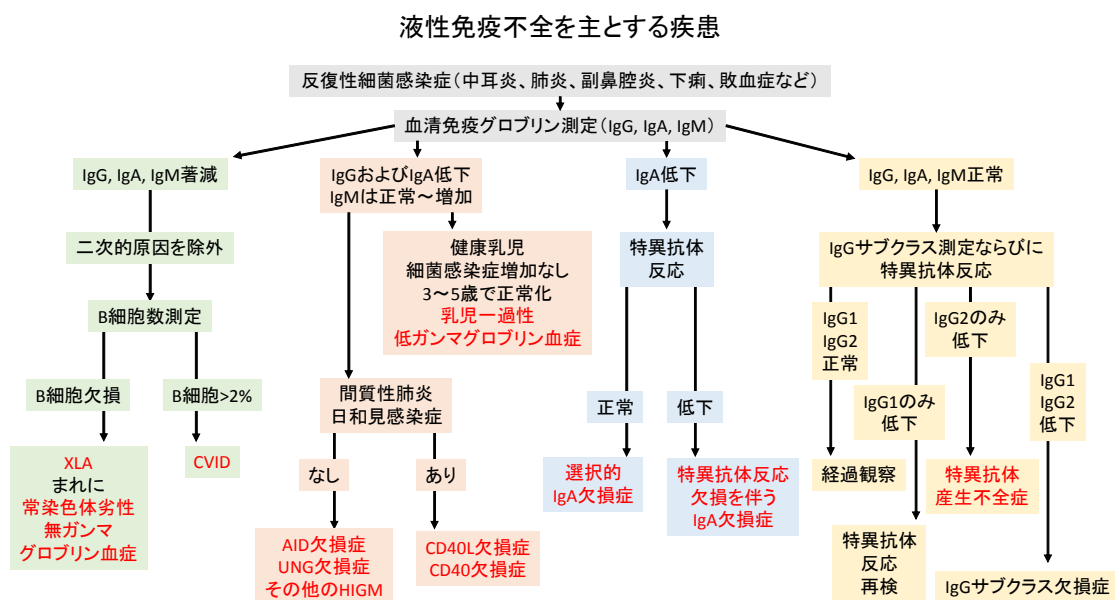 液性免疫不全を主とする疾患
反復性細菌感染症(中耳炎、肺炎、副鼻腔炎、下痢、敗血症など)
血清免疫グロブリン測定(IgG, IgA, IgM)
IgG, IgA, IgM著減
二次的原因を除外
B細胞数測定
B細胞欠損
B細胞>2%
XLA
まれに
常染色体劣性
無ガンマ
グロブリン血症
CVID
IgGおよびIgA低下
IgMは正常~増加
健康乳児
細菌感染症増加なし
3~5歳で正常化
乳児一過性
低ガンマグロブリン血症
間質性肺炎
日和見感染症
なし
あり
AID欠損症
UNG欠損症
その他のHIGM
CD40L欠損症
CD40欠損症
IgA低下
特異抗体
反応
正常
低下
選択的
IgA欠損症
特異抗体反応
欠損を伴う
IgA欠損症
IgG, IgA, IgM正常
IgGサブクラス測定ならびに
特異抗体反応
IgG1
IgG2
正常
IgG1のみ
低下
IgG2のみ
低下
IgG1
IgG2
低下
経過観察
特異抗体
反応
再検
特異抗体
産生不全症
IgGサブクラス欠損症